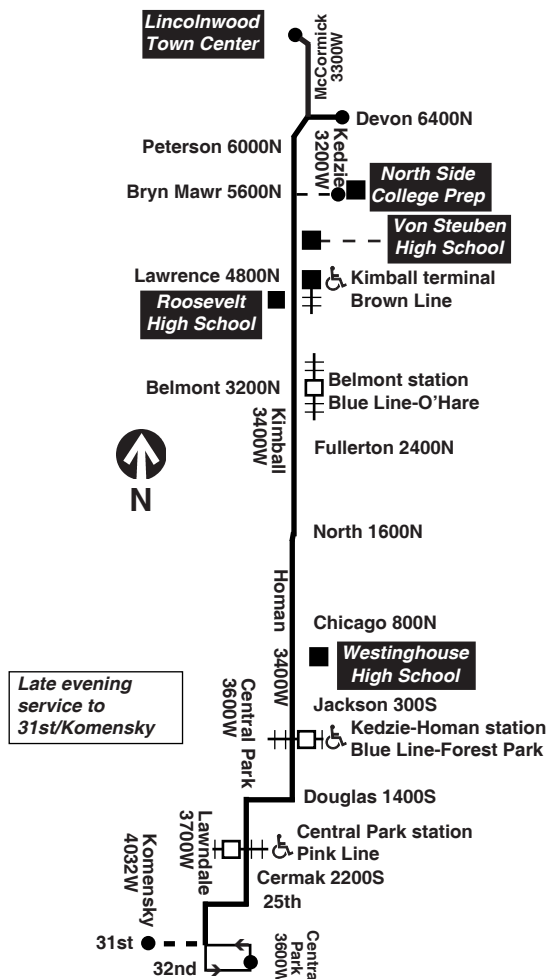 Lincolnwood
Town Center
McCormick
3300W
Devon 6400N
Peterson 6000N
Kedzie
3200W
Bryn Mawr 5600N
North Side
College Prep
Von Steuben
High School
Lawrence 4800N
Kimball terminal
Brown Line
Roosevelt
High School
Belmont 3200N
Belmont station
Blue Line-O'Hare
Kimball
3400W
Fullerton 2400N
N
North 1600N
Homan 3400W
Chicago 800N
Westinghouse
High School
Late evening
service to
31st/Komensky
Central Park
3600W
Jackson 300S
Kedzie-Homan station
Blue Line-Forest Park
Douglas 1400S
Lawndale
3700W
Central Park station
Pink Line
Komensky
4032W
Cermak 2200S
25th
31st
32nd
Central
Park
3600W